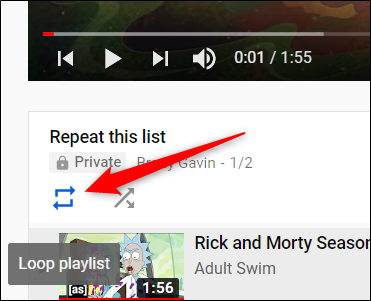 0:01 / 1:55
Repeat this list
Private Gavin - 1/2
Loop playlist
[as] 1:56
Rick and Morty Season
Adult Swim